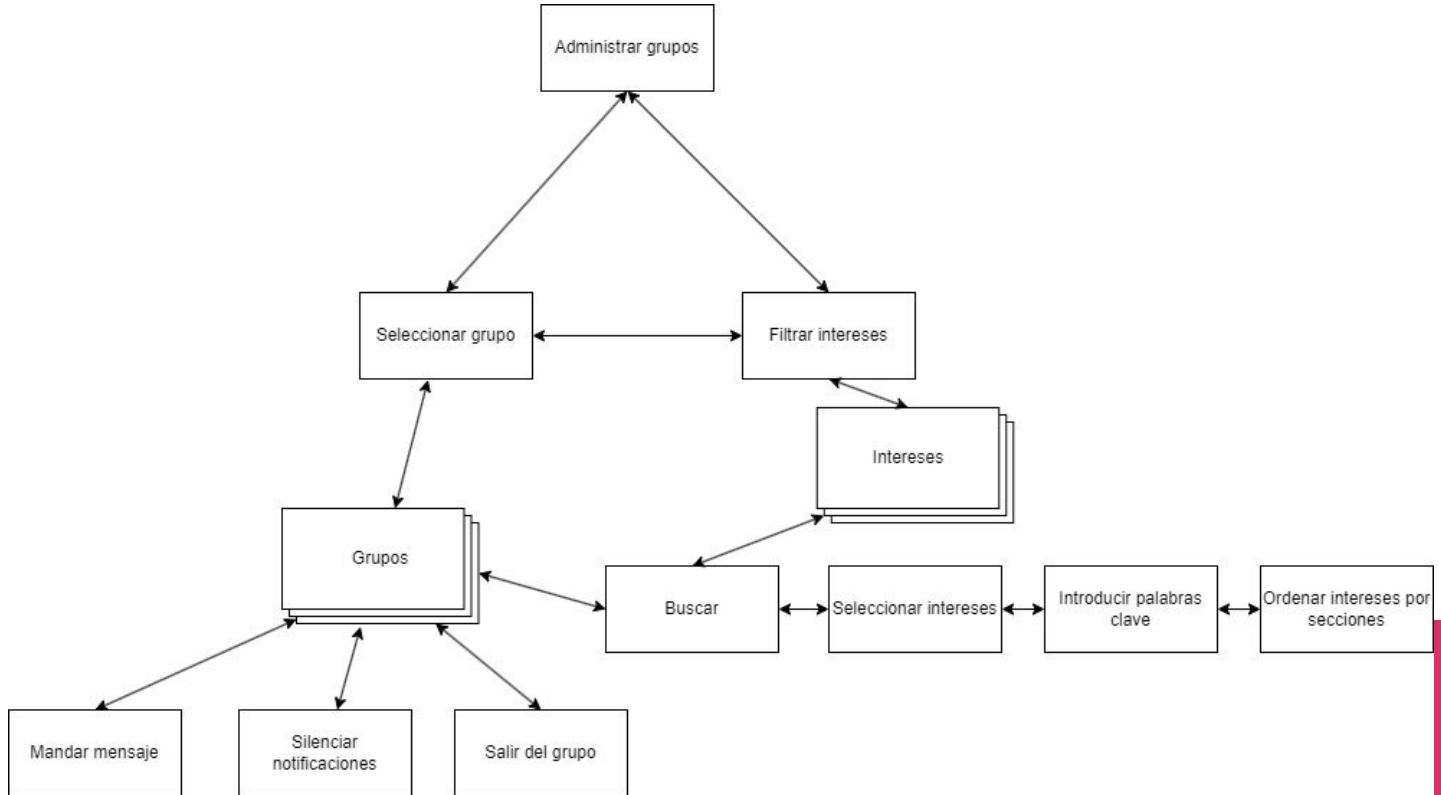 Administrar grupos
Seleccionar grupo
Filtrar intereses
Intereses
Grupos
Buscar
Seleccionar intereses
Introducir palabras
clave
Ordenar intereses por
secciones
Mandar mensaje
Silenciar
notificaciones
Salir del grupo